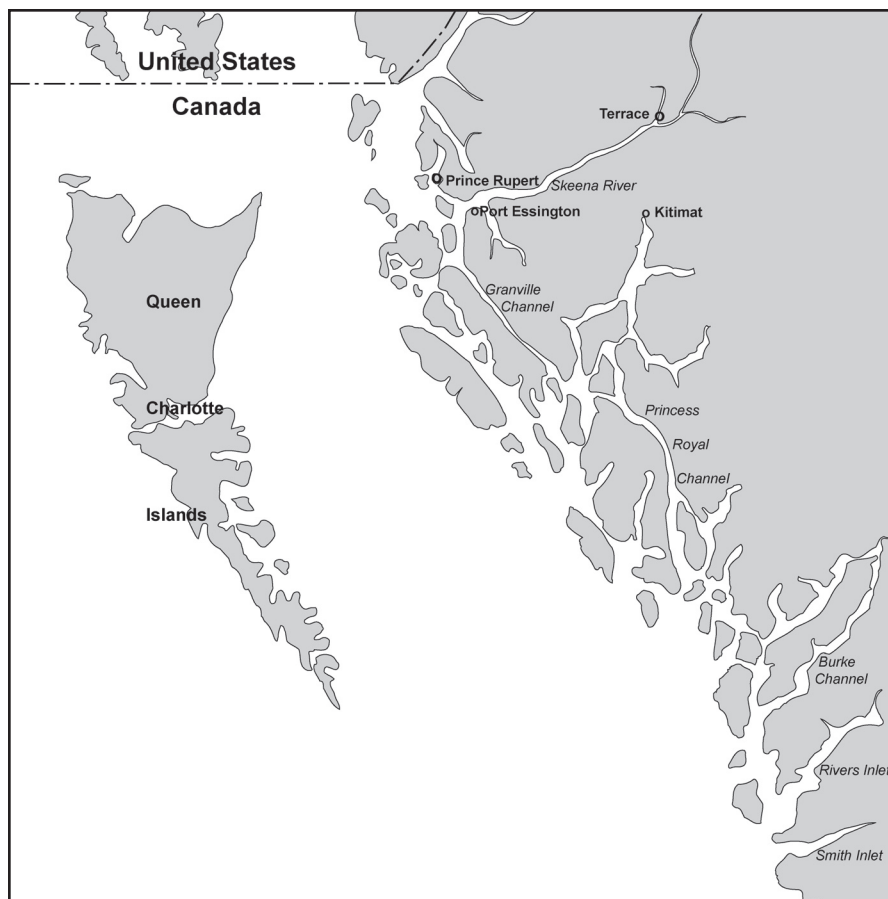 United States
Canada
Terrace
Prince Rupert
Skeena River
Port Essington
Kitimat
Granville
Channel
Queen
Charlotte
Islands
Princess
Royal
Channel
Burke
Channel
Rivers Inlet
Smith Inlet